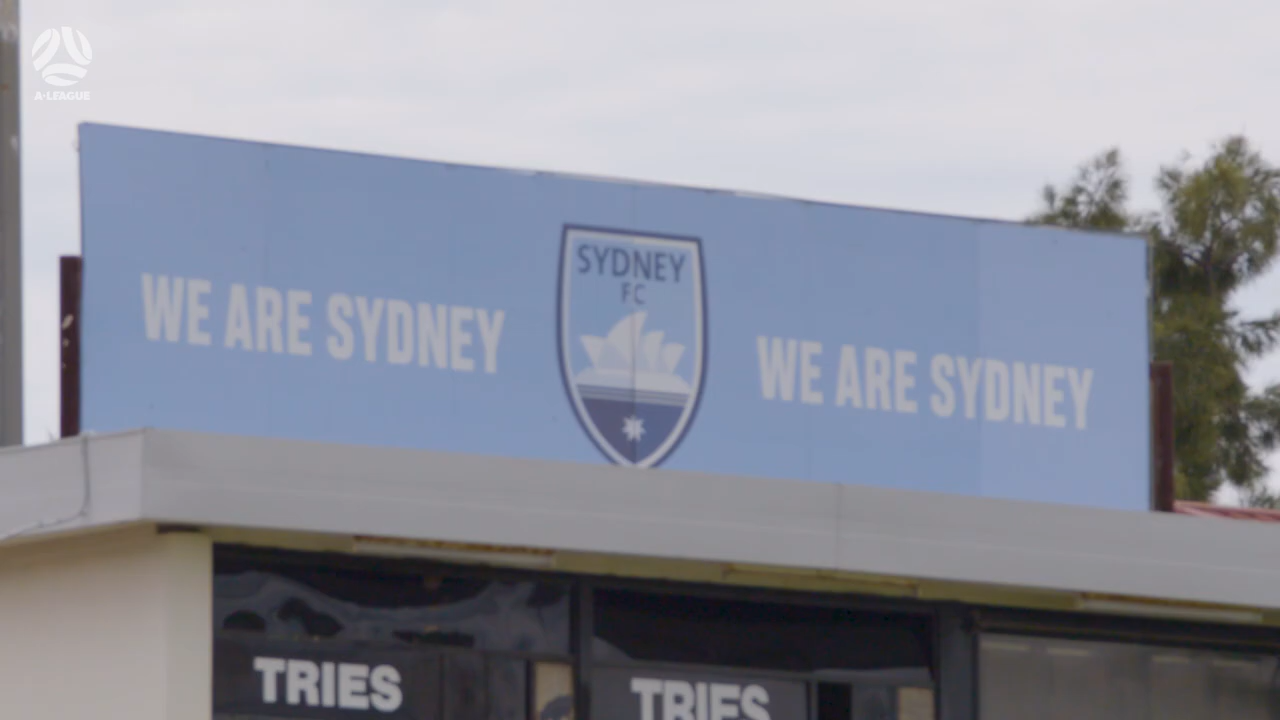 A-LEAGUE
WE ARE SYDNEY
SYDNEY
FC
WE ARE SYDNEY
TRIES
TRIES